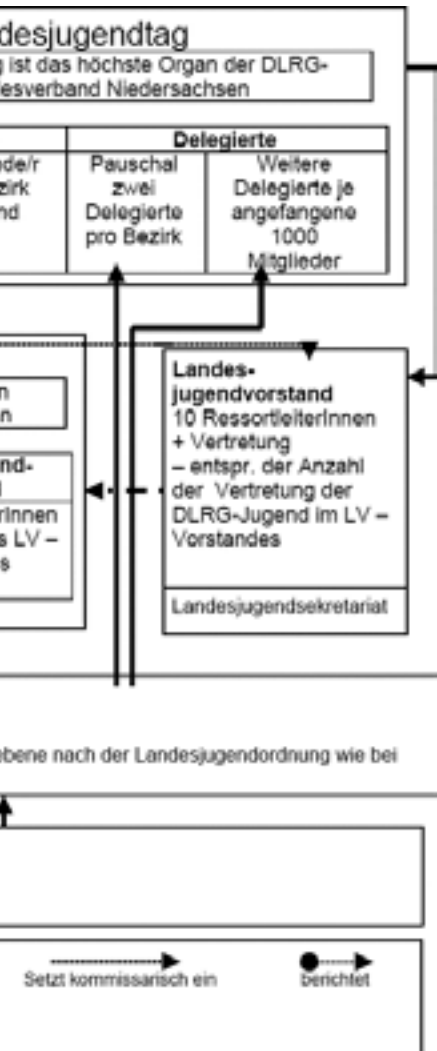 desjugendtag
g ist das höchste Organ der DLRG-
esverband Niedersachsen
Delegierte
de/r
zirk
nd
Pauschal
zwei
Delegierte
pro Bezirk
Weitere
Delegierte je
angefangene
1000
Mitglieder
n
n
nd-
rInnen
s LV –
s
Landes-
jugendvorstand
10 RessortleiterInnen
+ Vertretung
– entspr. der Anzahl
der Vertretung der
DLRG-Jugend im LV –
Vorstandes
Landesjugendsekretariat
ebene nach der Landesjugendordnung wie bei
Setzt kommissarisch ein
berichtet